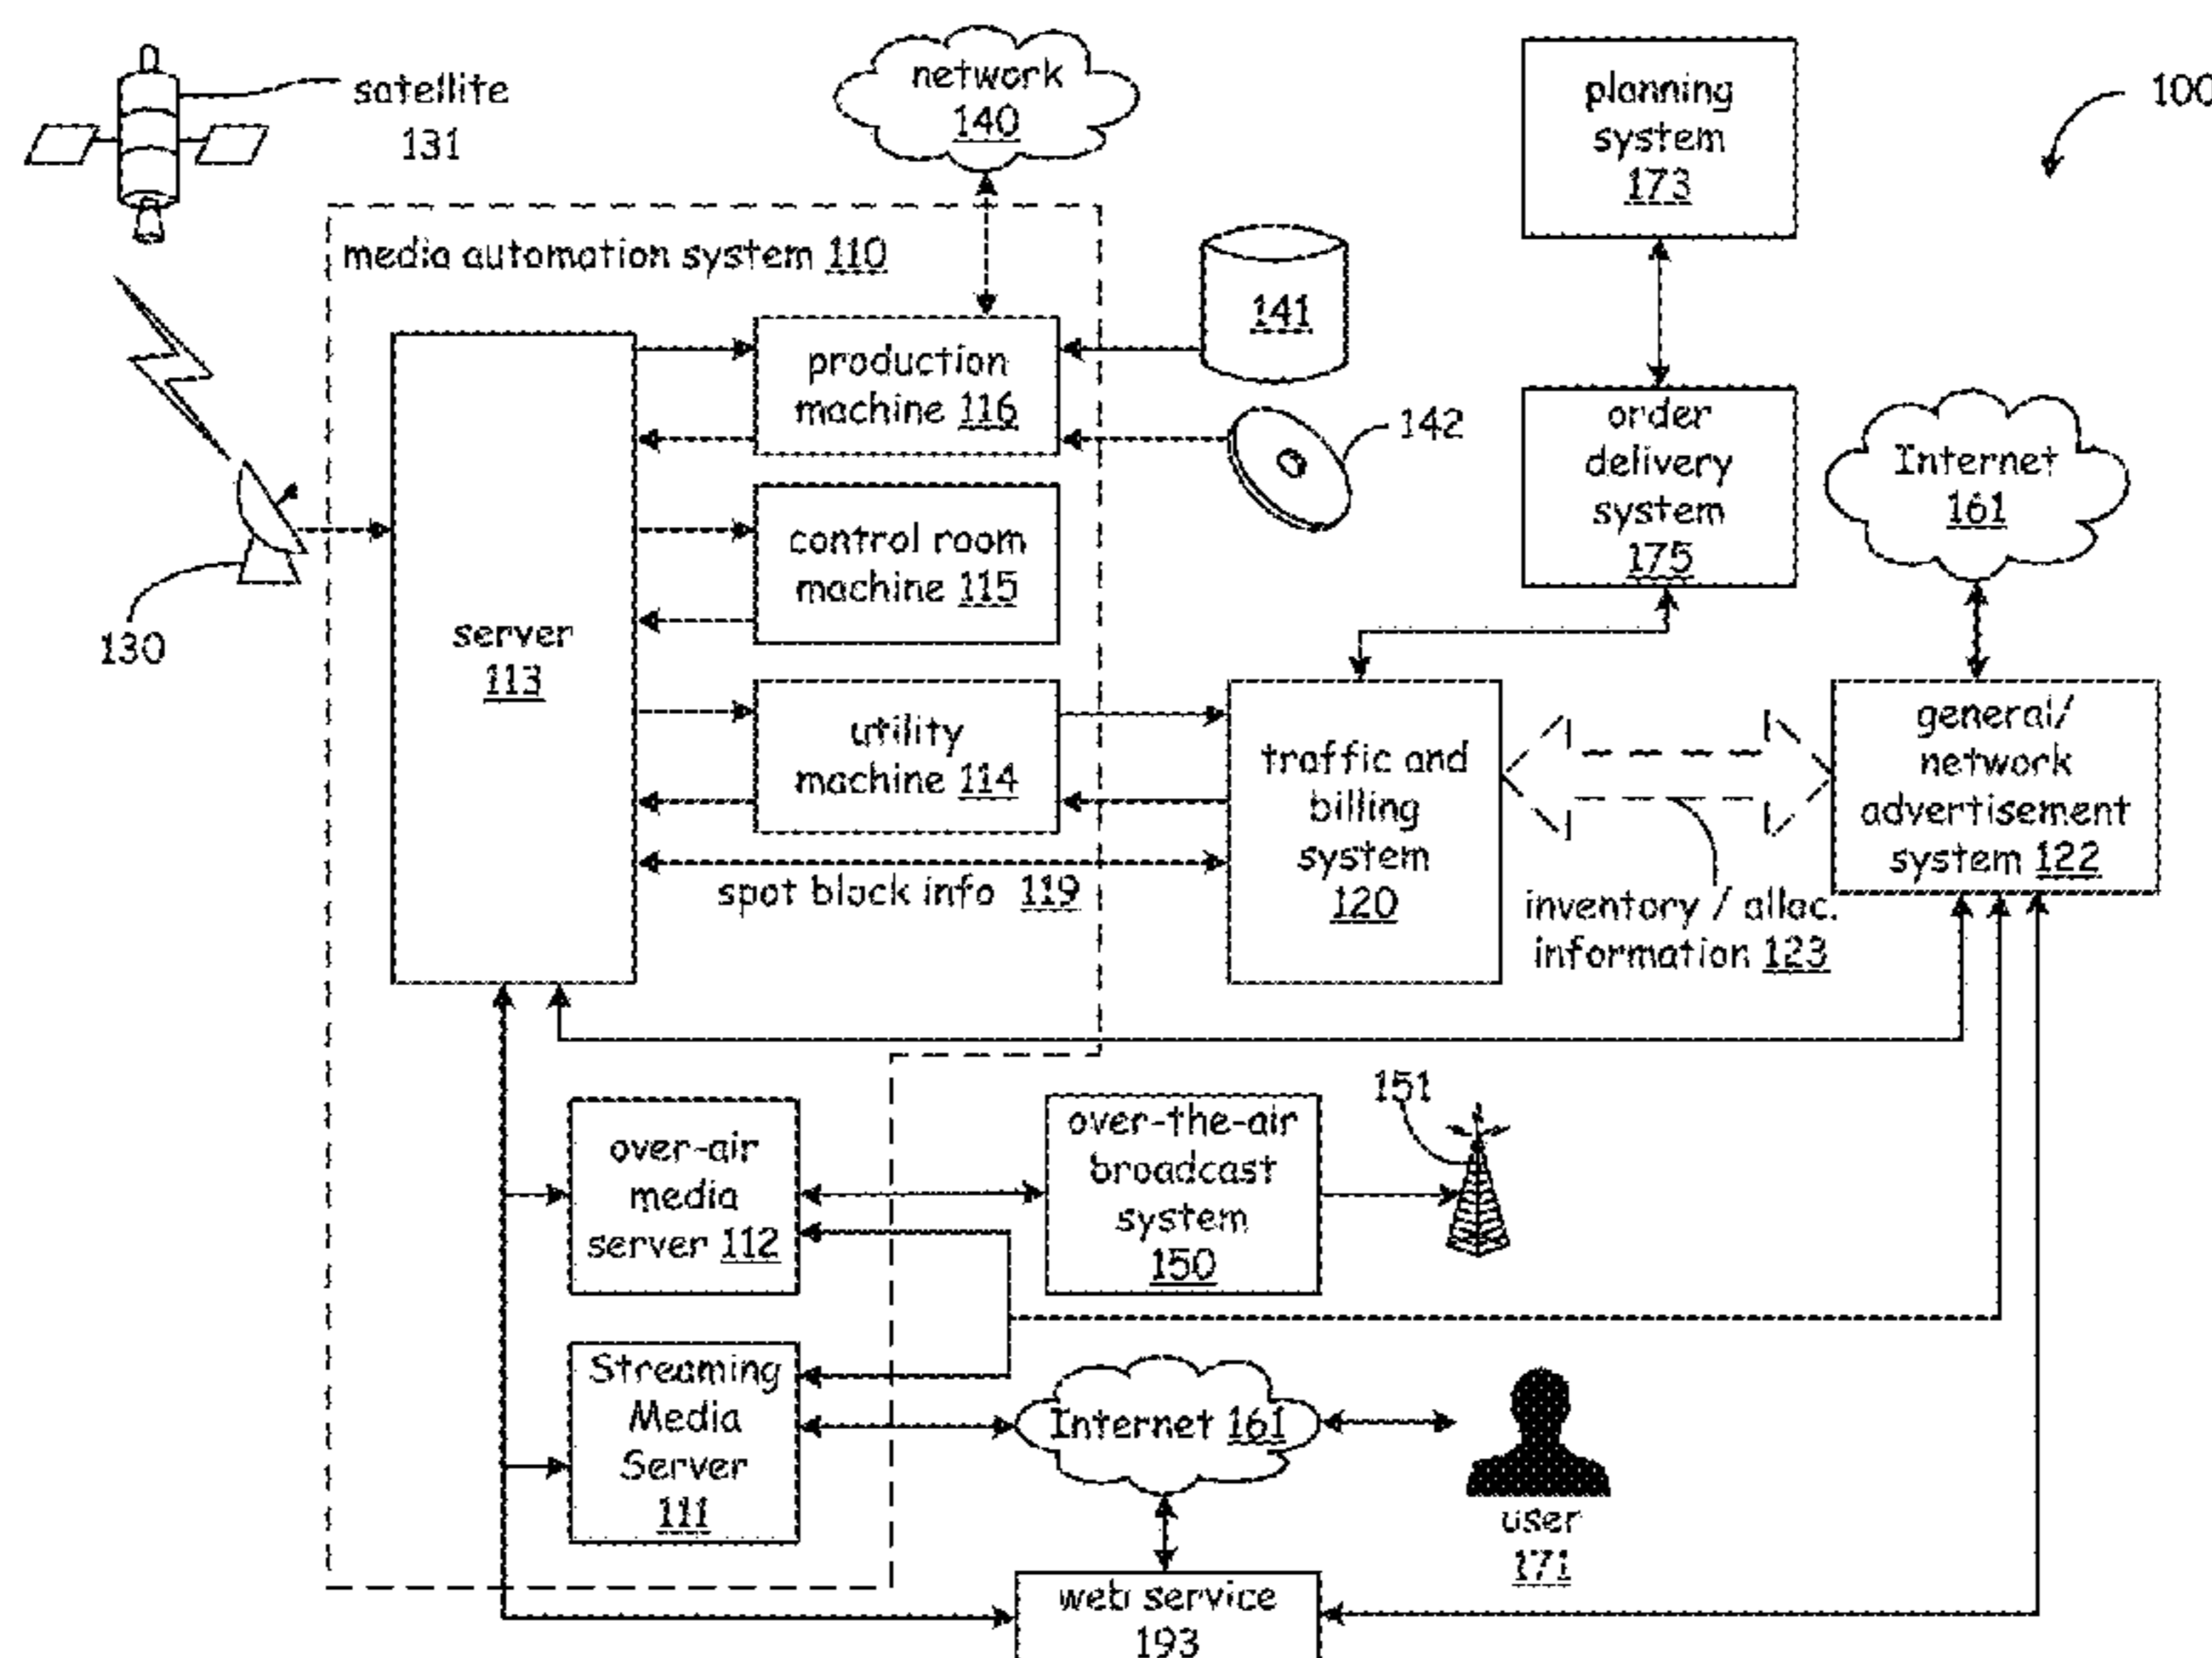 satellite
131
network
140
planning
system
173
100
media automation system 110
141
production
machine 116
142
order
delivery
system
175
Internet
161
control room
machine 115
130
server
113
utility
machine 114
traffic and
billing
system
120
general/
network
advertisement
system 122
spot block info 119
inventory / alloc.
information 123
over-air
media
server 112
over-the-air
broadcast
system
150
151
Streaming
Media
Server
111
Internet 161
user
171
web service
193